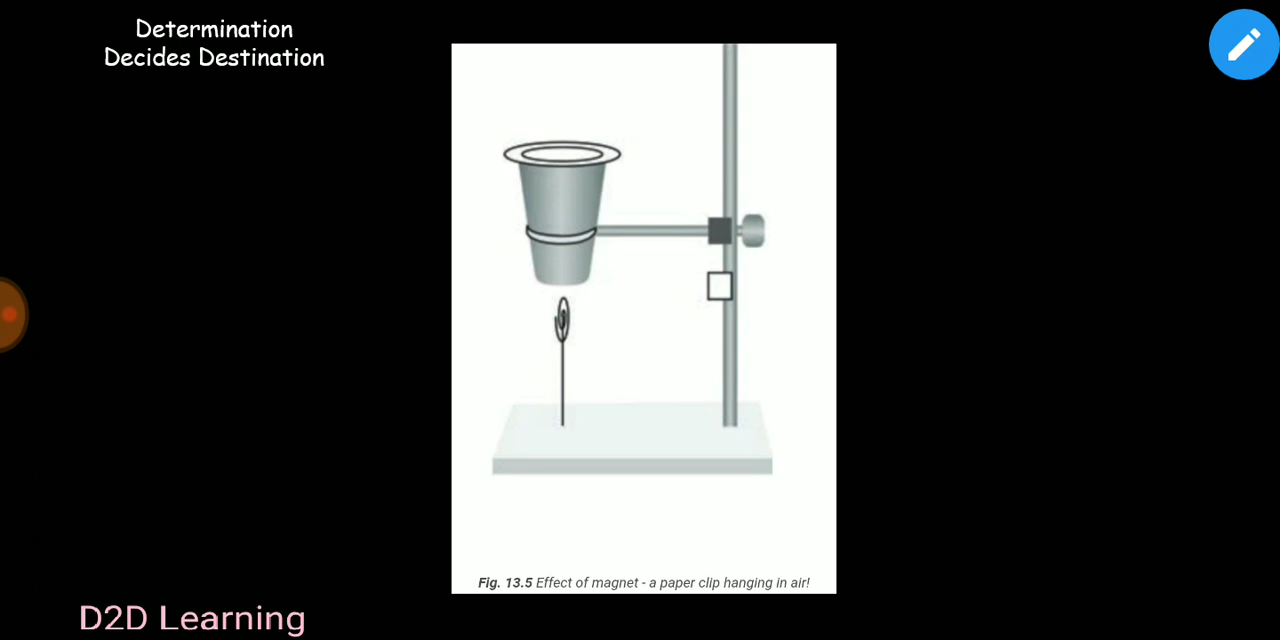 Determination
Decides Destination
Fig. 13.5 Effect of magnet - a paper clip hanging in air!
D2D Learning